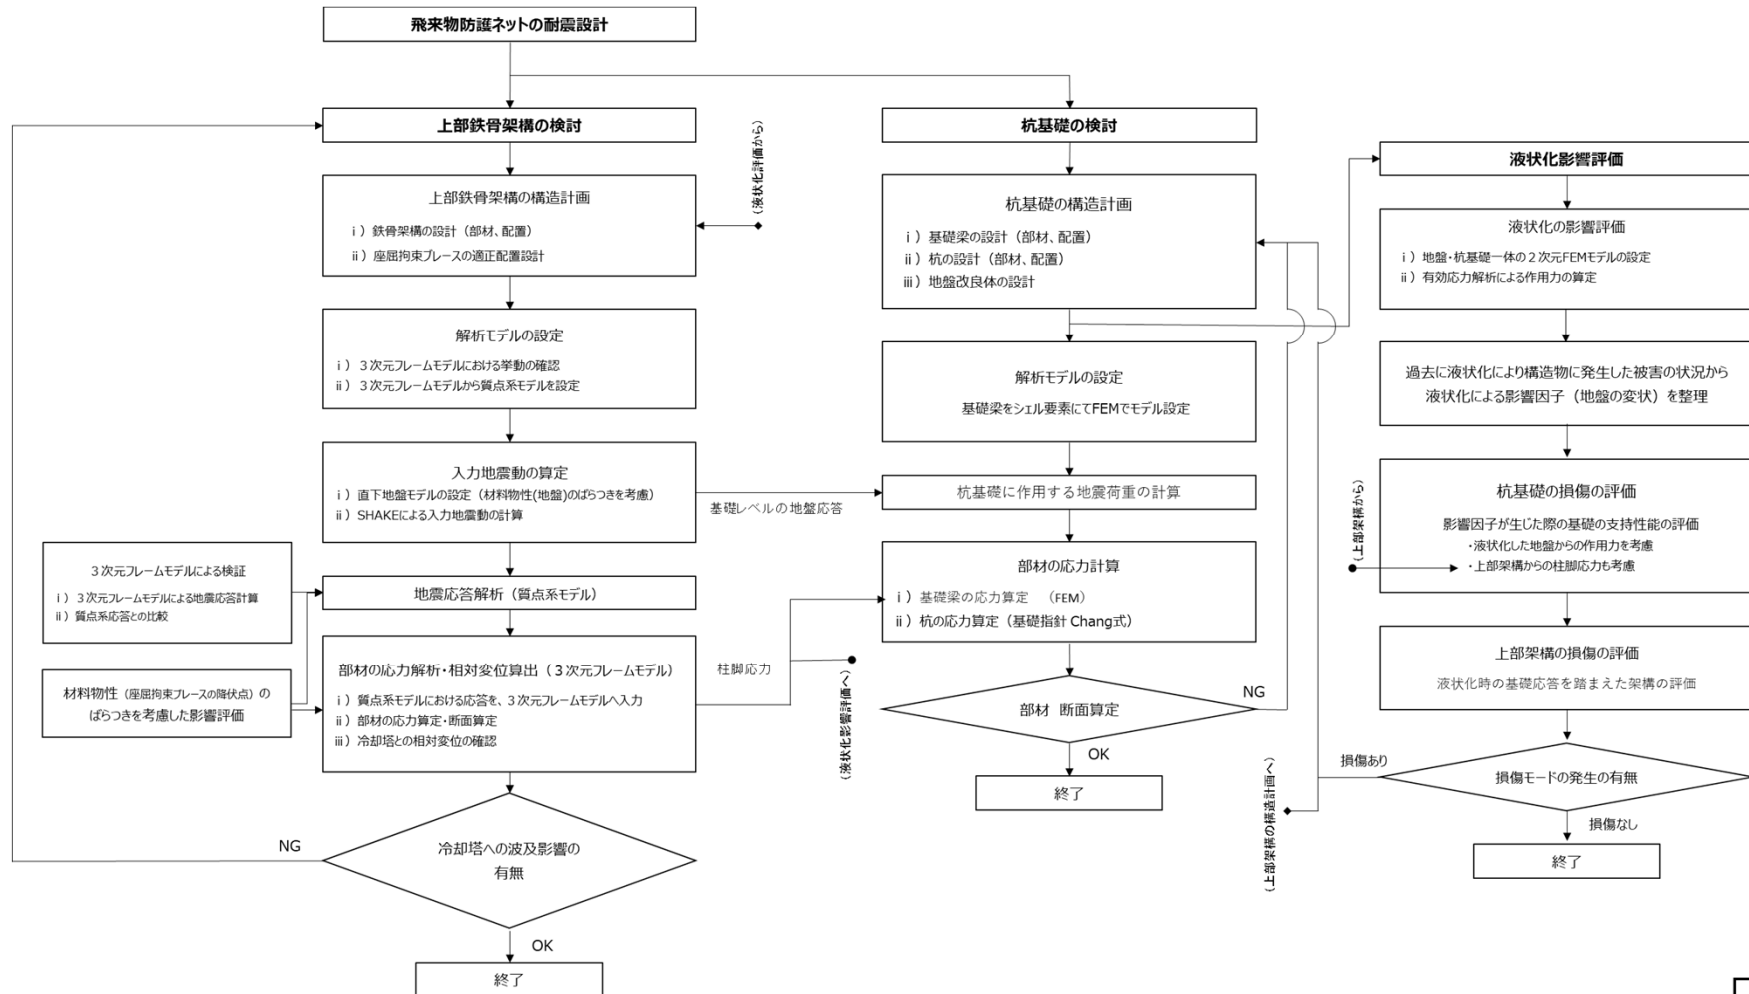 飛来物防護ネットの耐震設計
上部鉄骨架構の検討
上部鉄骨架構の構造計画
ⅰ）鉄骨架構の設計（部材、配置）
ⅱ）座屈拘束ブレースの適正配置設計
（液状化評価から）
解析モデルの設定
ⅰ）３次元フレームモデルにおける挙動の確認
ⅱ）３次元フレームモデルから質点系モデルを設定
入力地震動の算定
ⅰ）直下地盤モデルの設定（材料物性(地盤)のばらつきを考慮）
ⅱ）SHAKEによる入力地震動の計算
基礎レベルの地盤応答
３次元フレームモデルによる検証
ⅰ）３次元フレームモデルによる地震応答計算
ⅱ）質点系応答との比較
地震応答解析（質点系モデル）
材料物性（座屈拘束ブレースの降伏点）の
ばらつきを考慮した影響評価
部材の応力解析・相対変位算出（３次元フレームモデル）
ⅰ）質点系モデルにおける応答を、３次元フレームモデルへ入力
ⅱ）部材の応力算定・断面算定
ⅲ）冷却塔との相対変位の確認
柱脚応力
（液状化影響評価へ）
冷却塔への波及影響の
有無
NG
OK
終了
杭基礎の検討
杭基礎の構造計画
ⅰ）基礎梁の設計（部材、配置）
ⅱ）杭の設計（部材、配置）
ⅲ）地盤改良体の設計
解析モデルの設定
基礎梁をシェル要素にてFEMでモデル設定
杭基礎に作用する地震荷重の計算
部材の応力計算
ⅰ）基礎梁の応力算定　（FEM）
ⅱ）杭の応力算定（基礎指針 Chang式）
部材　断面算定
NG
OK
終了
液状化影響評価
液状化の影響評価
ⅰ）地盤・杭基礎一体の２次元FEMモデルの設定
ⅱ）有効応力解析による作用力の算定
過去に液状化により構造物に発生した被害の状況から
液状化による影響因子（地盤の変状）を整理
（上部架構から）
杭基礎の損傷の評価
影響因子が生じた際の基礎の支持性能の評価
・液状化した地盤からの作用力を考慮
・上部架構からの柱脚応力も考慮
上部架構の損傷の評価
液状化時の基礎応答を踏まえた架構の評価
損傷モードの発生の有無
損傷あり
（上部架構の構造計画へ）
損傷なし
終了